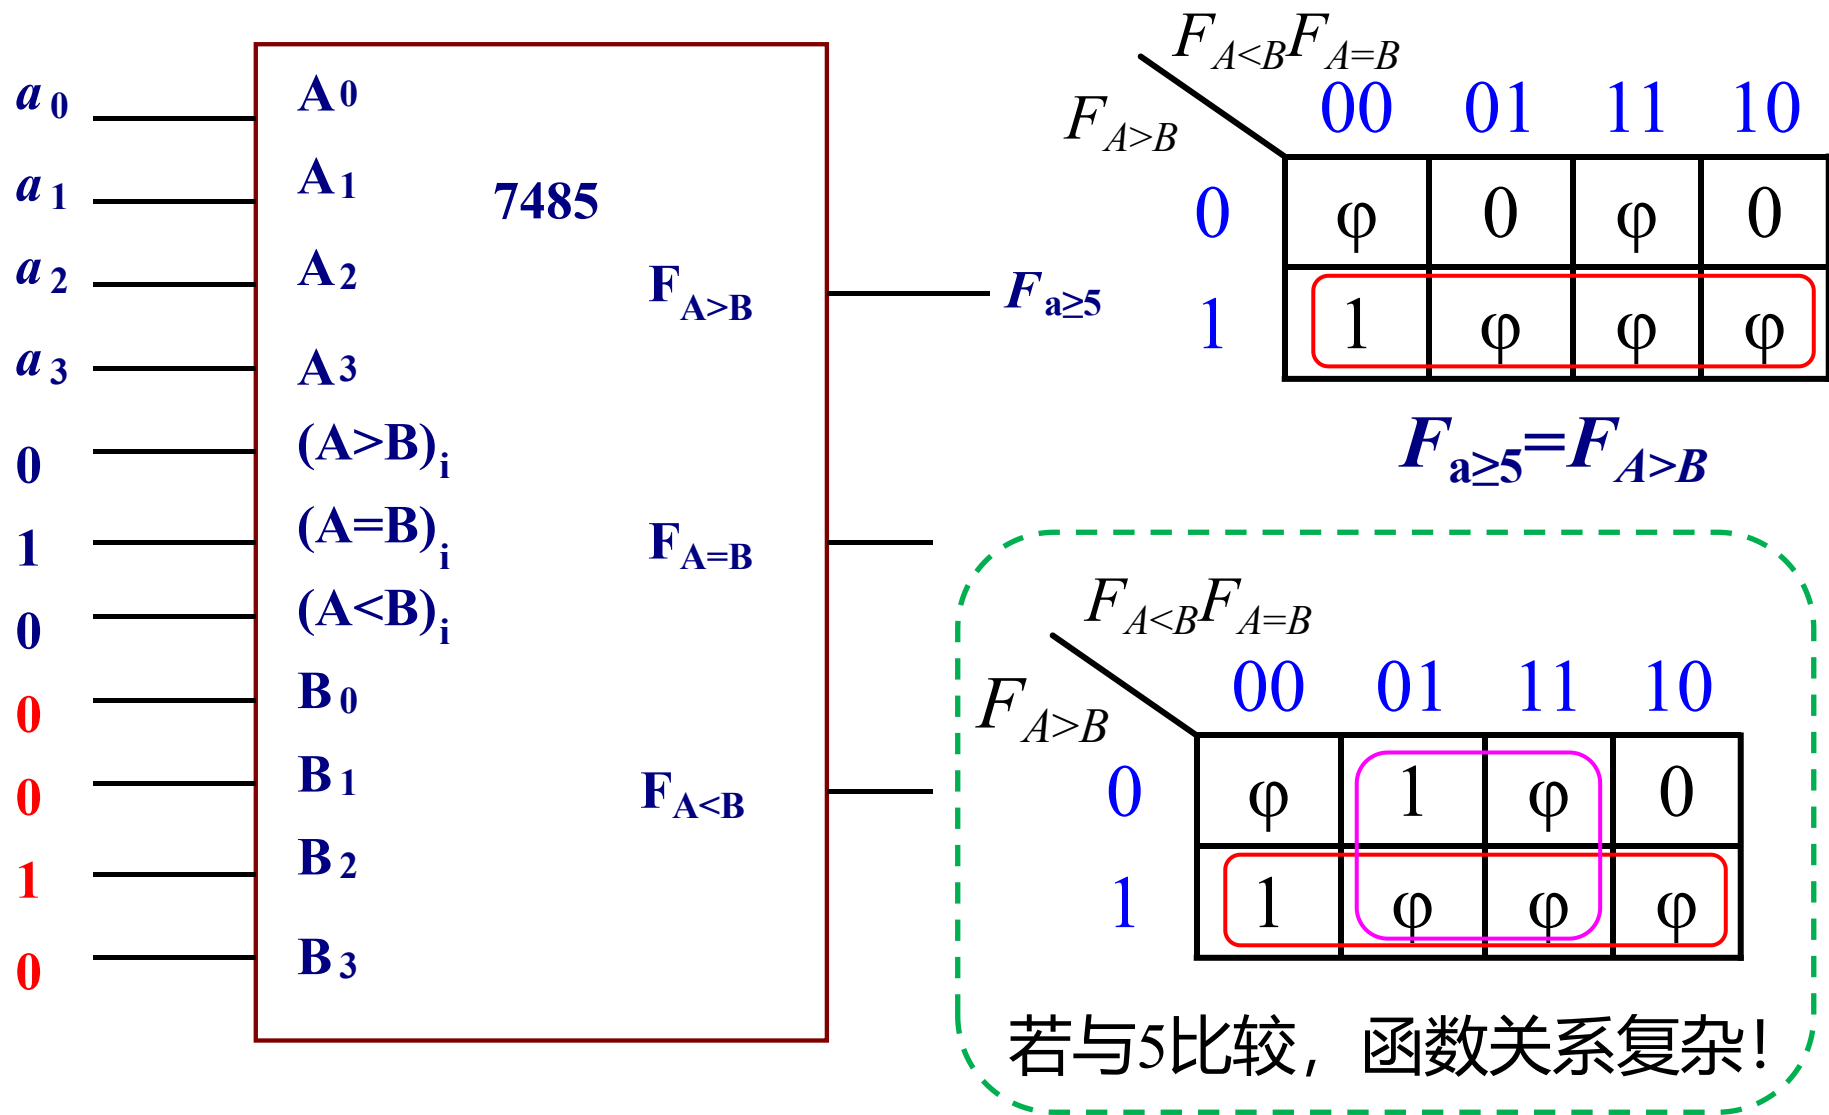 a0 A0
a1 A1 7485
a2 A2 FA>B Fa≥5
a3 A3
0 (A>B)i
1 (A=B)i FA=B
0 (A<B)i
0 B0
0 B1 FA<B
1 B2
0 B3
FA<BFA=B
FA>B 00 01 11 10
0 φ 0 φ 0
1 1 φ φ φ
Fa≥5=FA>B
FA<BFA=B
FA>B 00 01 11 10
0 φ 1 φ 0
1 1 φ φ φ
若与5比较，函数关系复杂！